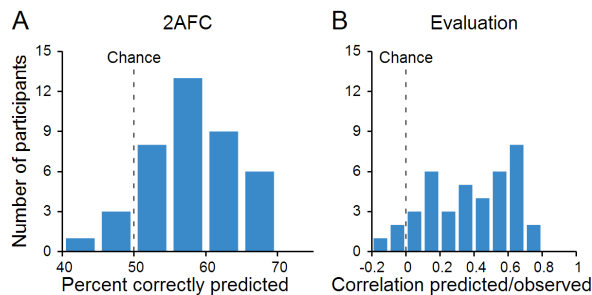 A
2AFC
Number of participants
15
12
9
6
3
0
Chance
40 50 60 70
Percent correctly predicted
B
Evaluation
15
12
9
6
3
0
Chance
-0.2 0 0.2 0.4 0.6 0.8 1
Correlation predicted/observed